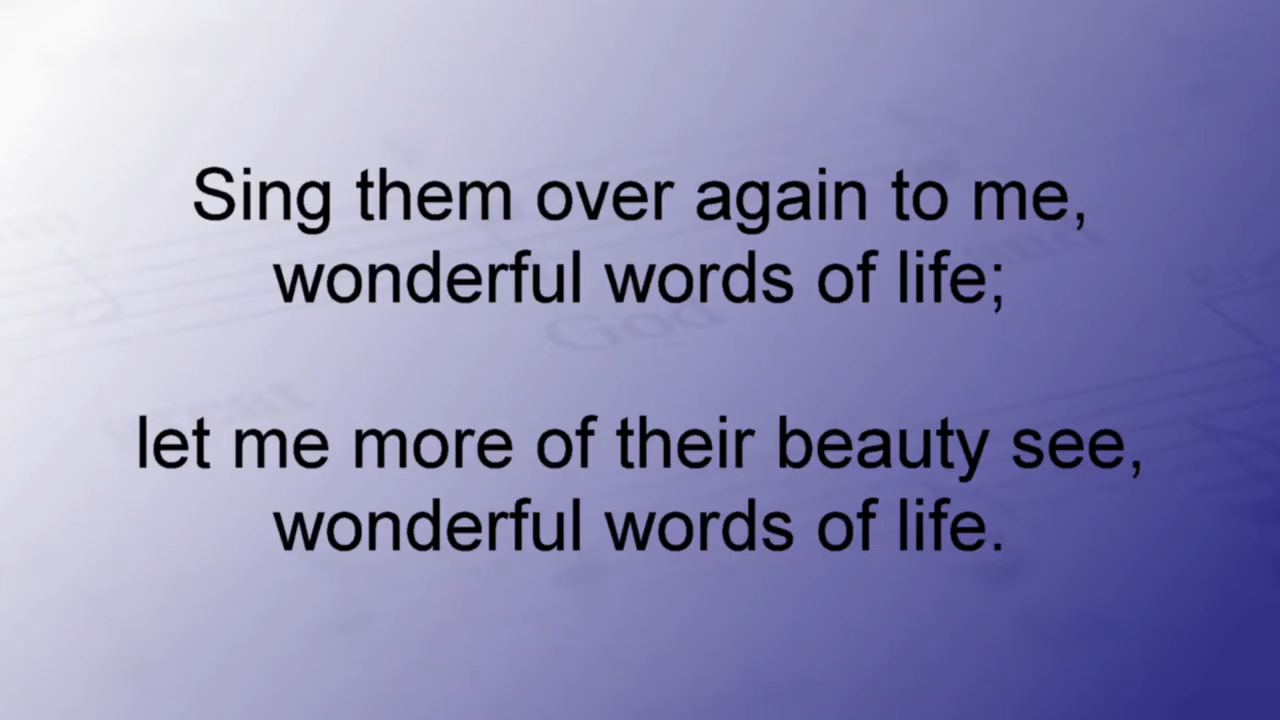 Sing them over again to me,
wonderful words of life;
let me more of their beauty see,
wonderful words of life.
God